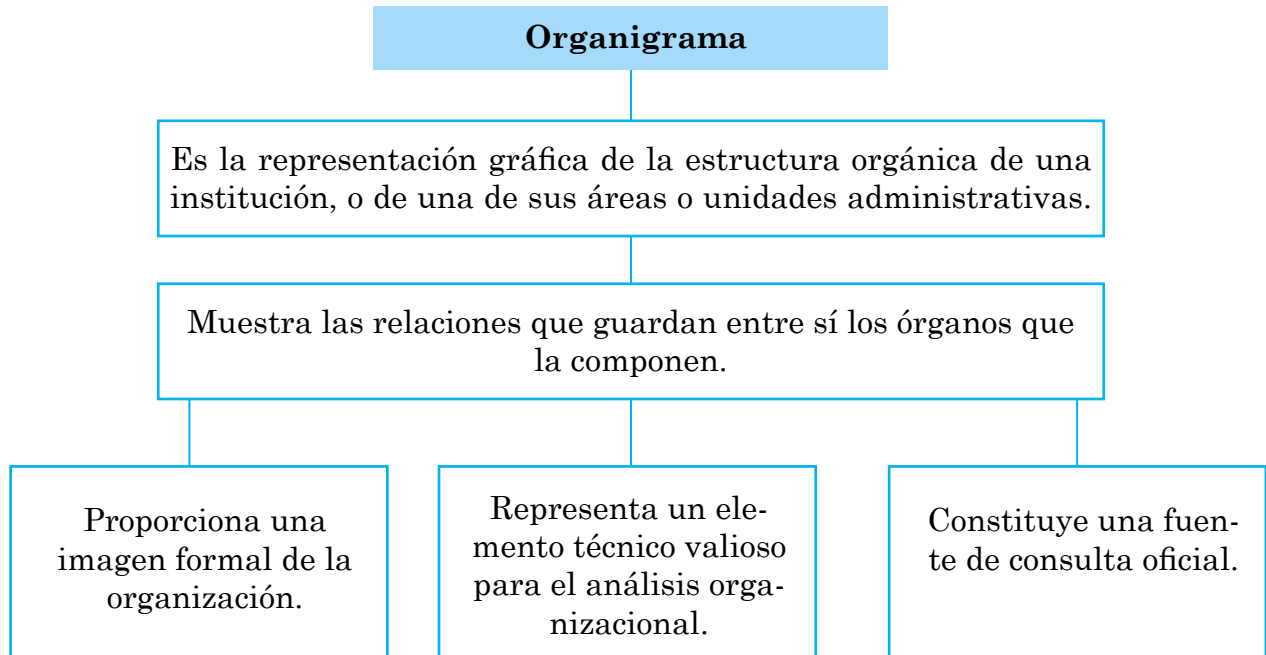 Organigrama
Es la representación gráfica de la estructura orgánica de una
institución, o de una de sus áreas o unidades administrativas.
Muestra las relaciones que guardan entre sí los órganos que
la componen.
Proporciona una
imagen formal de la
organización.
Representa un ele-
mento técnico valioso
para el análisis orga-
nizacional.
Constituye una fuen-
te de consulta oficial.